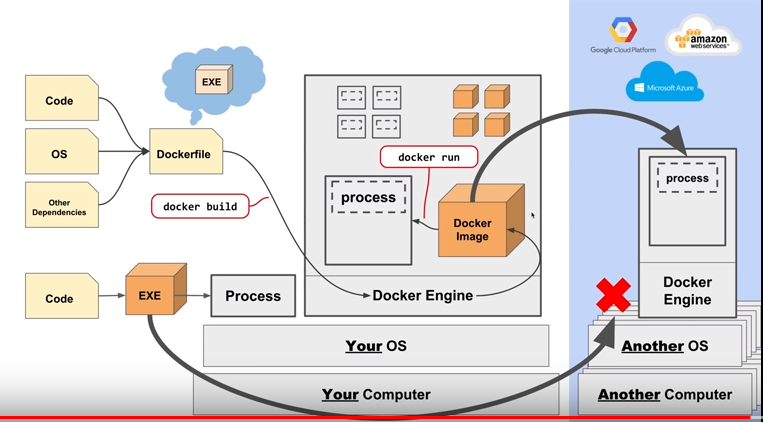 Google Cloud Platform
amazon
web services
Microsoft Azure
EXE
Code
OS
Other
Dependencies
Dockerfile
docker build
docker run
process
Docker
Image
process
Docker Engine
Docker
Engine
Code
EXE
Process
Your OS
Your Computer
Another OS
Another Computer